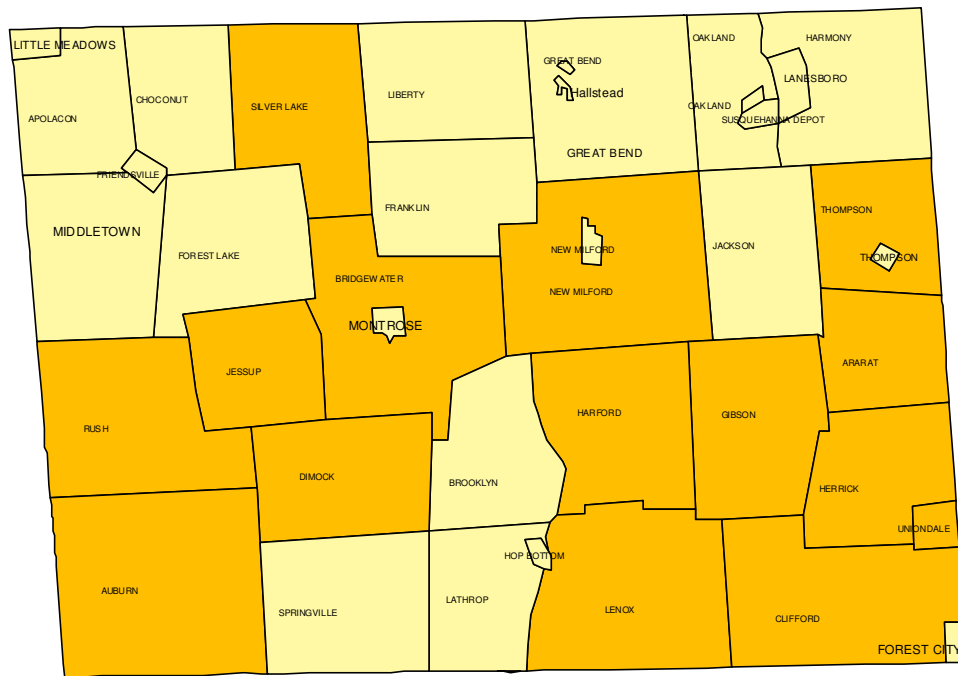 OAKLAND
HARMONY
LITTLE MEADOWS
GREAT BEND
LANESBORO
Hallstead
LIBERTY
CHOCONUT
SILVER LAKE
OAKLAND
APOLACON
SUSQUEHANNA DEPOT
GREAT BEND
FRIENDSVILLE
FRANKLIN
THOMPSON
MIDDLETOWN
JACKSON
NEW MILFORD
FOREST LAKE
THOMPSON
BRIDGEWATER
NEW MILFORD
MONTROSE
ARARAT
JESSUP
HARFORD
GIBSON
RUSH
DIMOCK
BROOKLYN
HERRICK
UNIONDALE
HOP BOTTOM
AUBURN
LATHROP
SPRINGVILLE
LENOX
CLIFFORD
FOREST CITY